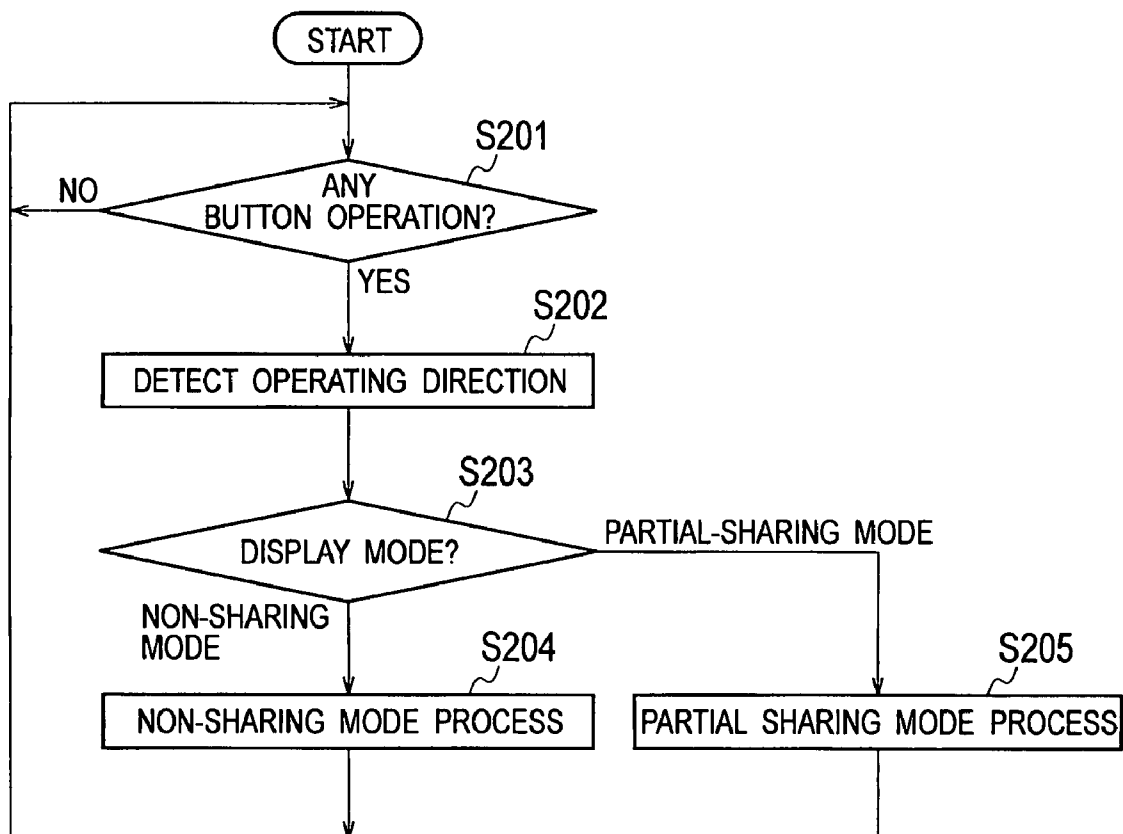 START
S201
NO
ANY
BUTTON OPERATION?
YES
S202
DETECT OPERATING DIRECTION
S203
PARTIAL-SHARING MODE
DISPLAY MODE?
NON-SHARING
MODE
S204
S205
NON-SHARING MODE PROCESS
PARTIAL SHARING MODE PROCESS